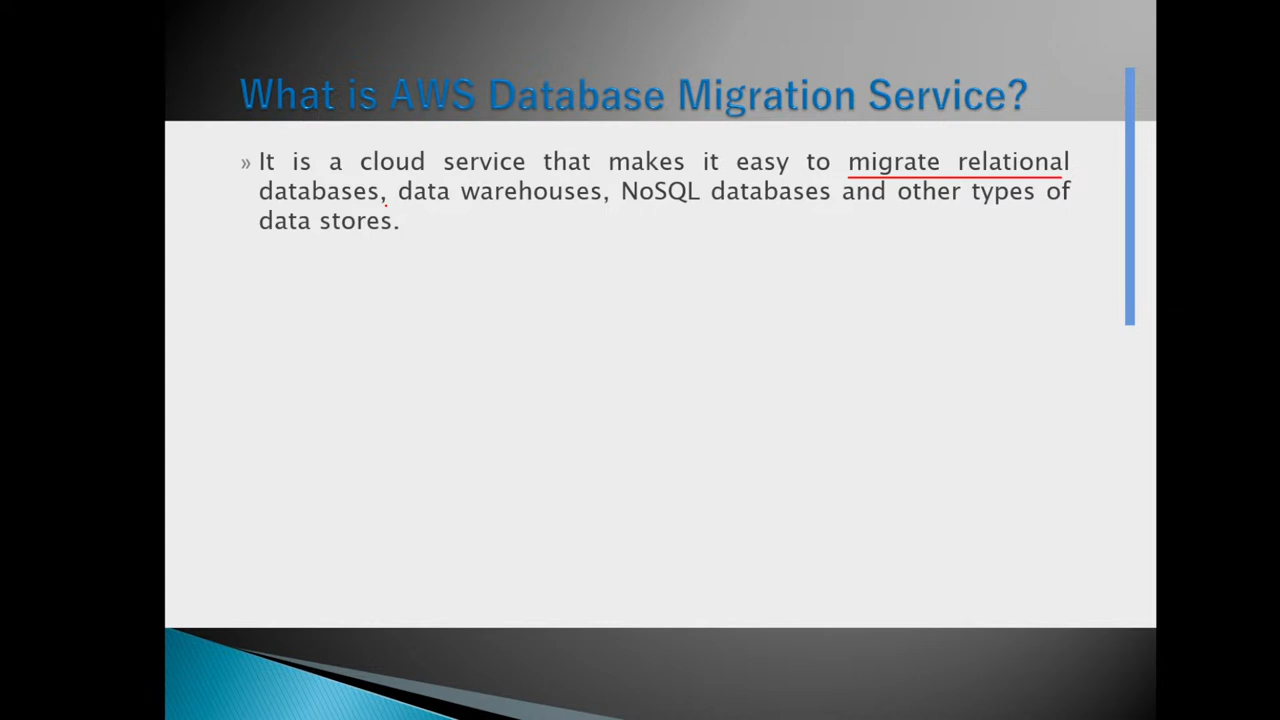 What is AWS Database Migration Service?
» It is a cloud service that makes it easy to migrate relational
databases, data warehouses, NoSQL databases and other types of
data stores.